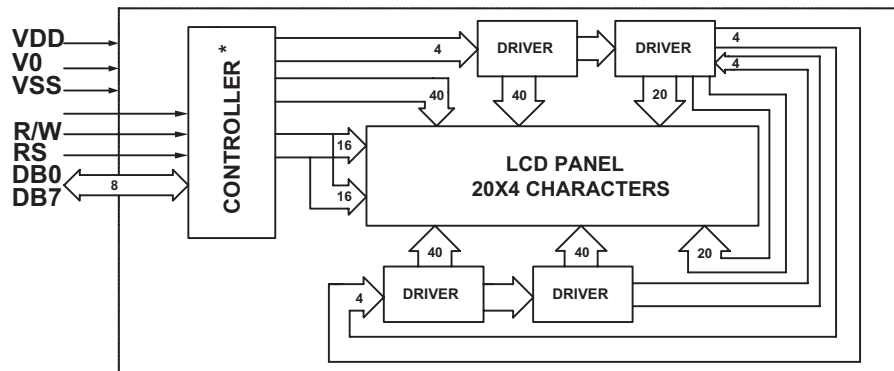 VDD
V0
VSS
R/W
RS
DB0
DB7
8
CONTROLLER *
4
DRIVER
DRIVER
4
4
40
40
20
16
16
LCD PANEL
20X4 CHARACTERS
40
40
20
4
DRIVER
DRIVER